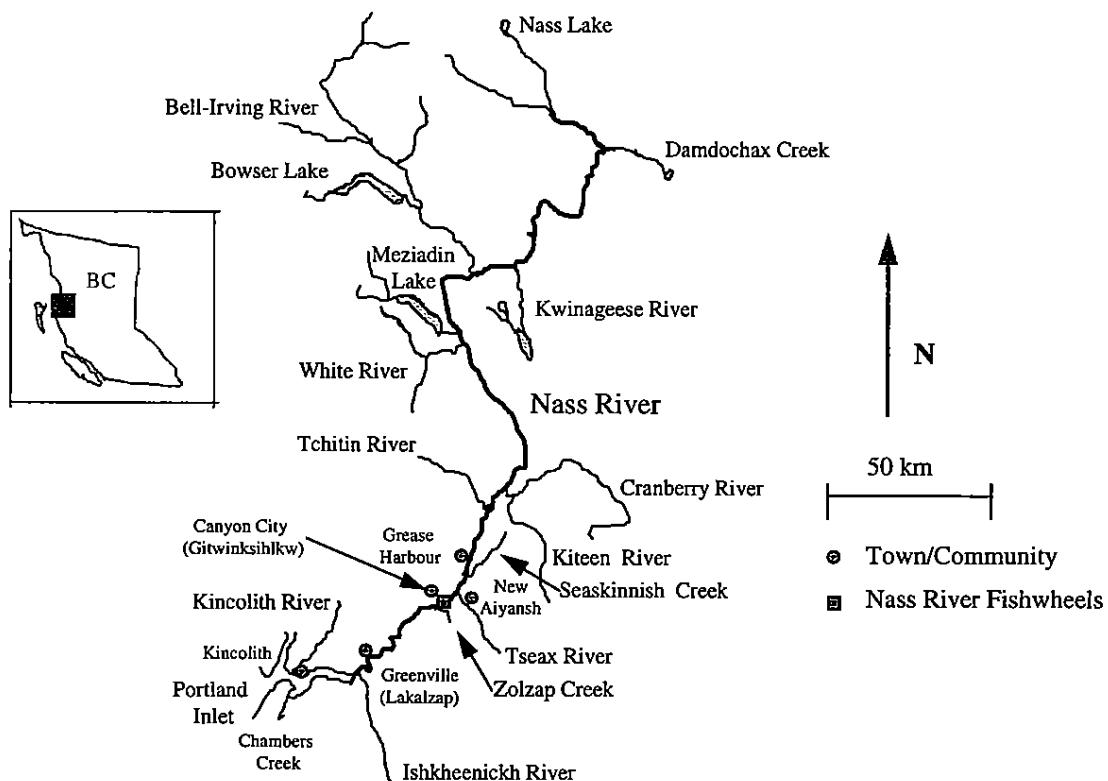 Nass Lake
Bell-Irving River
Damdochax Creek
Bowser Lake
BC
Meziadin
Lake
Kwinageese River
N
White River
Nass River
Tchitin River
50 km
Cranberry River
Canyon City
(Gitwinksihlkw)
Grease
Harbour
Kiteen River
Town/Community
New
Aiyansh
Seaskinnish Creek
Nass River Fishwheels
Kincolith River
Kincolith
Tseax River
Greenville
(Lakalzap)
Zolzap Creek
Portland
Inlet
Chambers
Creek
Ishkheenickh River